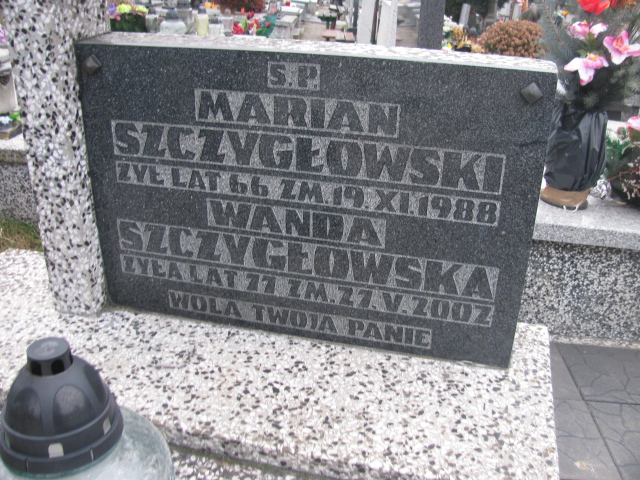 Ś.P.
MARIAN
SZCZYGŁOWSKI
ŻYŁ LAT 66 ZM. 19.XI.1988
WANDA
SZCZYGŁOWSKA
ŻYŁA LAT 77 ZM. 27.V.2002
WOLA TWOJA PANIE